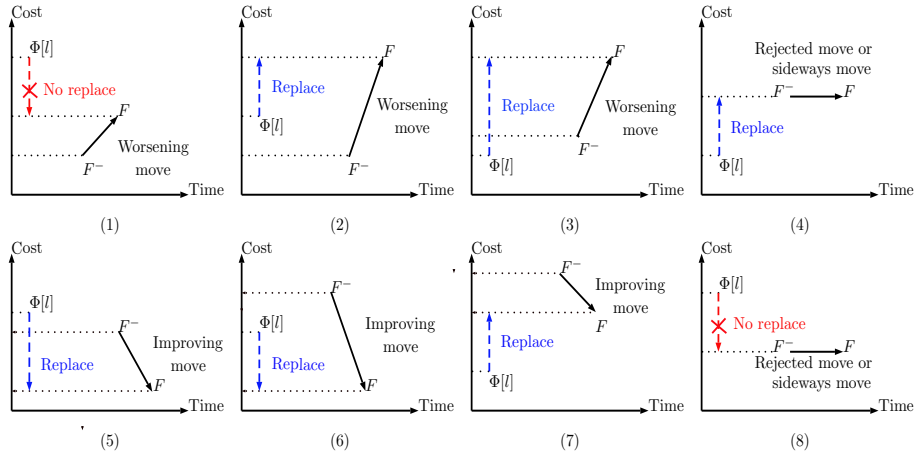 Cost
Φ[l]
No replace
F
Worsening
move
F⁻
Time
(1)
Cost
F
Replace
Worsening
move
Φ[l]
F⁻
Time
(2)
Cost
F
Replace
Worsening
move
F⁻
Φ[l]
Time
(3)
Cost
Rejected move or
sideways move
F⁻
F
Replace
Φ[l]
Time
(4)
Cost
Φ[l]
F⁻
Improving
move
Replace
F
Time
(5)
Cost
F⁻
Φ[l]
Improving
move
Replace
F
Time
(6)
Cost
F⁻
Improving
move
F
Replace
Φ[l]
Time
(7)
Cost
Φ[l]
No replace
F⁻
F
Rejected move or
sideways move
Time
(8)